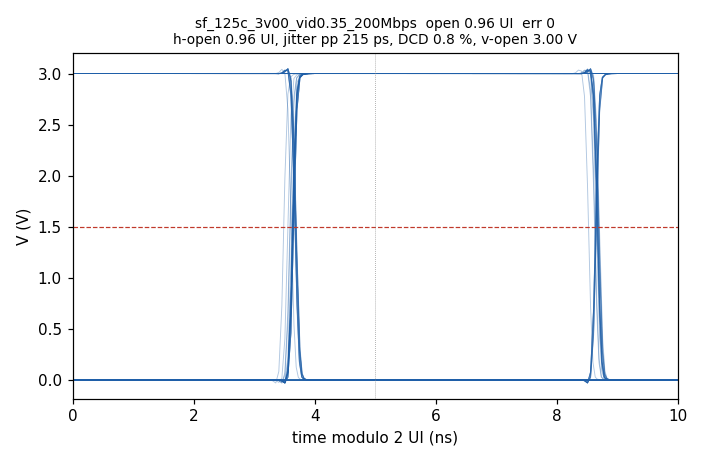 sf_125c_3v00_vid0.35_200Mbps  open 0.96 UI  err 0
h-open 0.96 UI, jitter pp 215 ps, DCD 0.8 %, v-open 3.00 V
3.0
2.5
2.0
1.5
1.0
0.5
0.0
V (V)
0 2 4 6 8 10
time modulo 2 UI (ns)